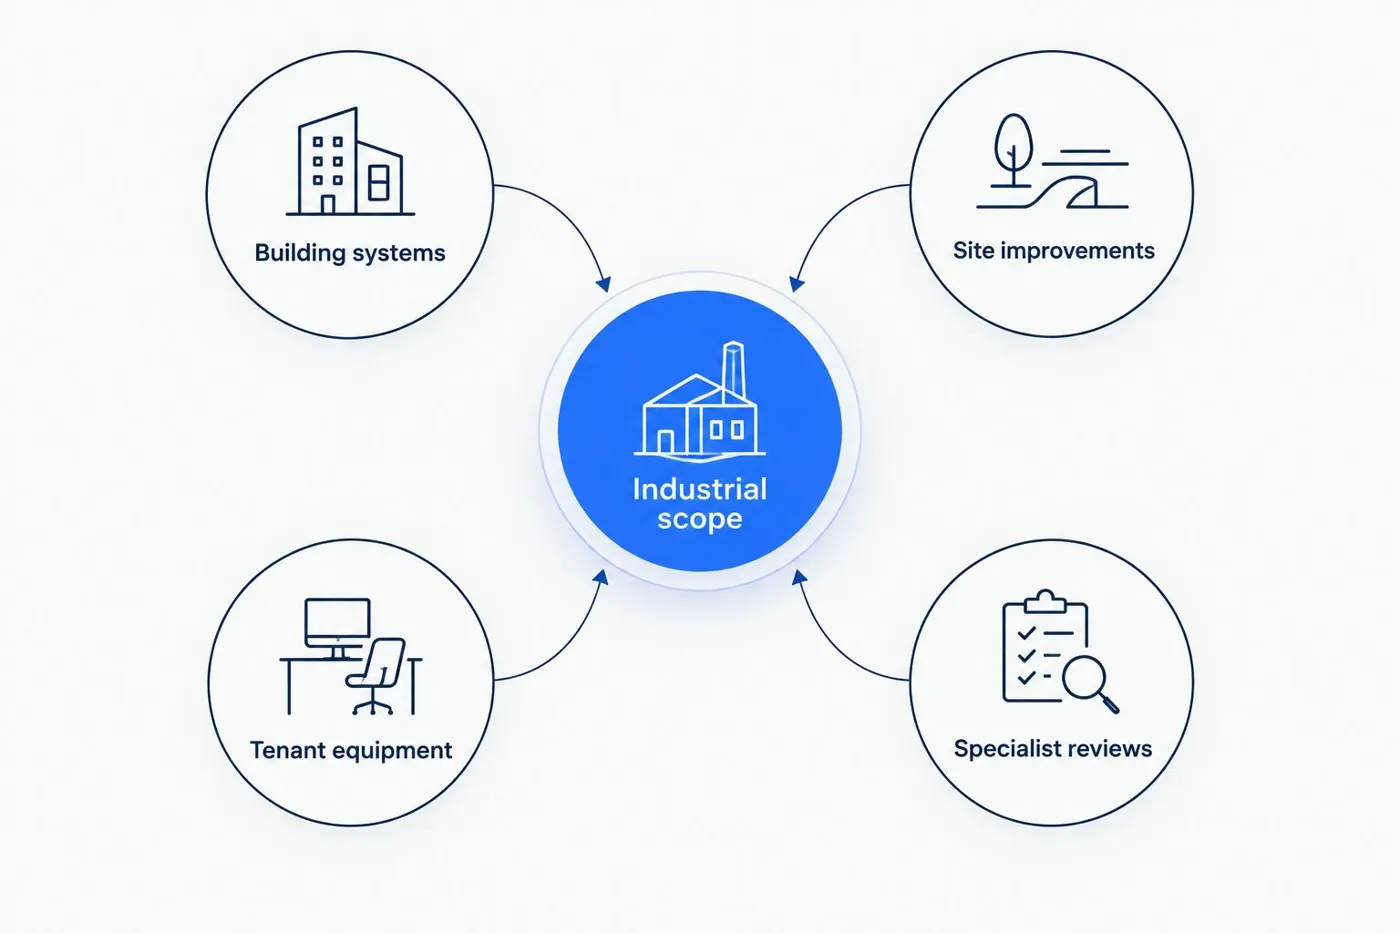 Building systems
Site improvements
Industrial
scope
Tenant equipment
Specialist reviews